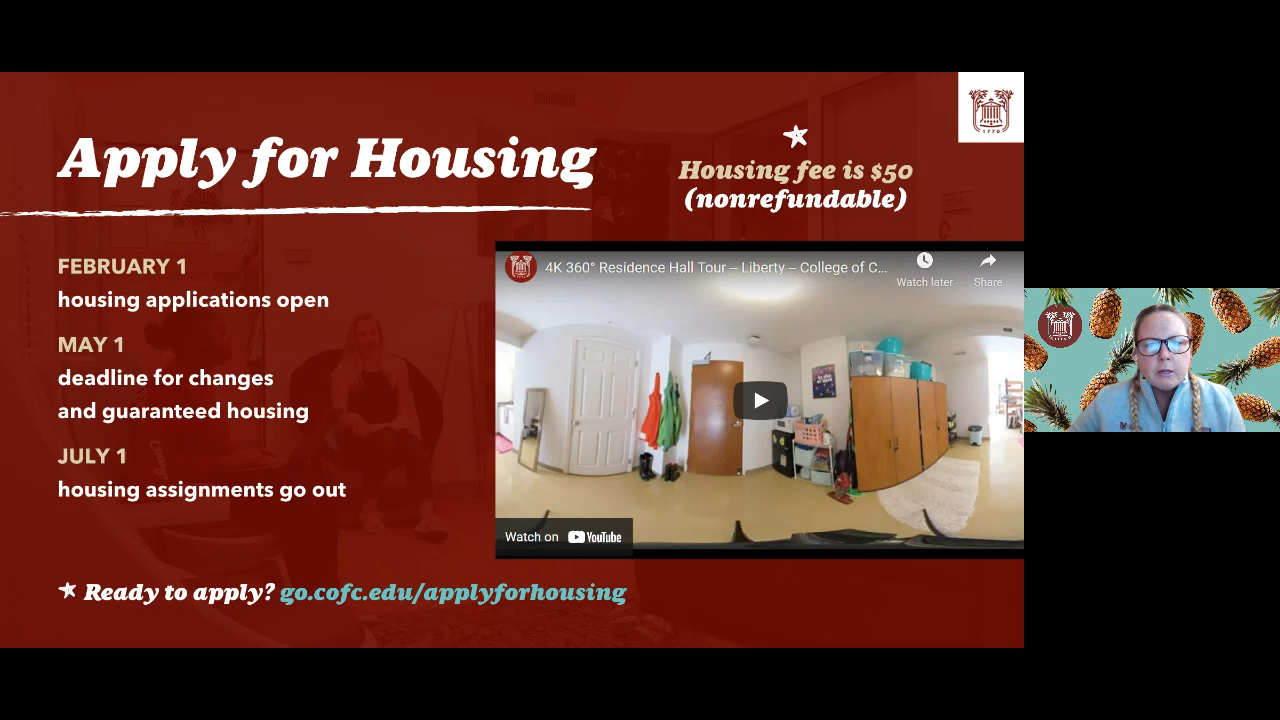 1770
Apply for Housing
Housing fee is $50
(nonrefundable)
FEBRUARY 1
housing applications open
MAY 1
deadline for changes
and guaranteed housing
JULY 1
housing assignments go out
4K 360° Residence Hall Tour -- Liberty -- College of C...
Watch later
Share
Watch on YouTube
Ready to apply? go.cofc.edu/applyforhousing